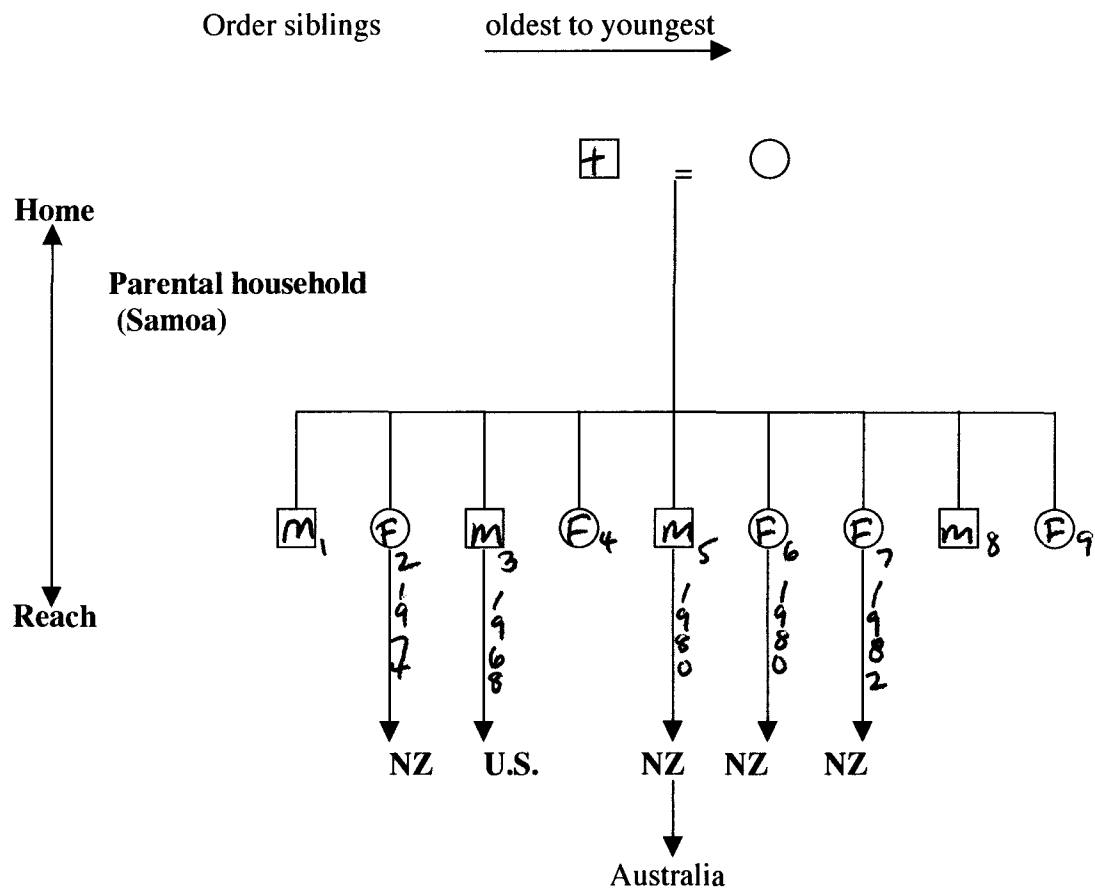 Order siblings oldest to youngest
+ =
Home
Parental household
(Samoa)
M1 F2 M3 F4 M5 F6 F7 M8 F9
Reach
1974 1968 1980 1980 1982
NZ U.S. NZ NZ NZ
Australia